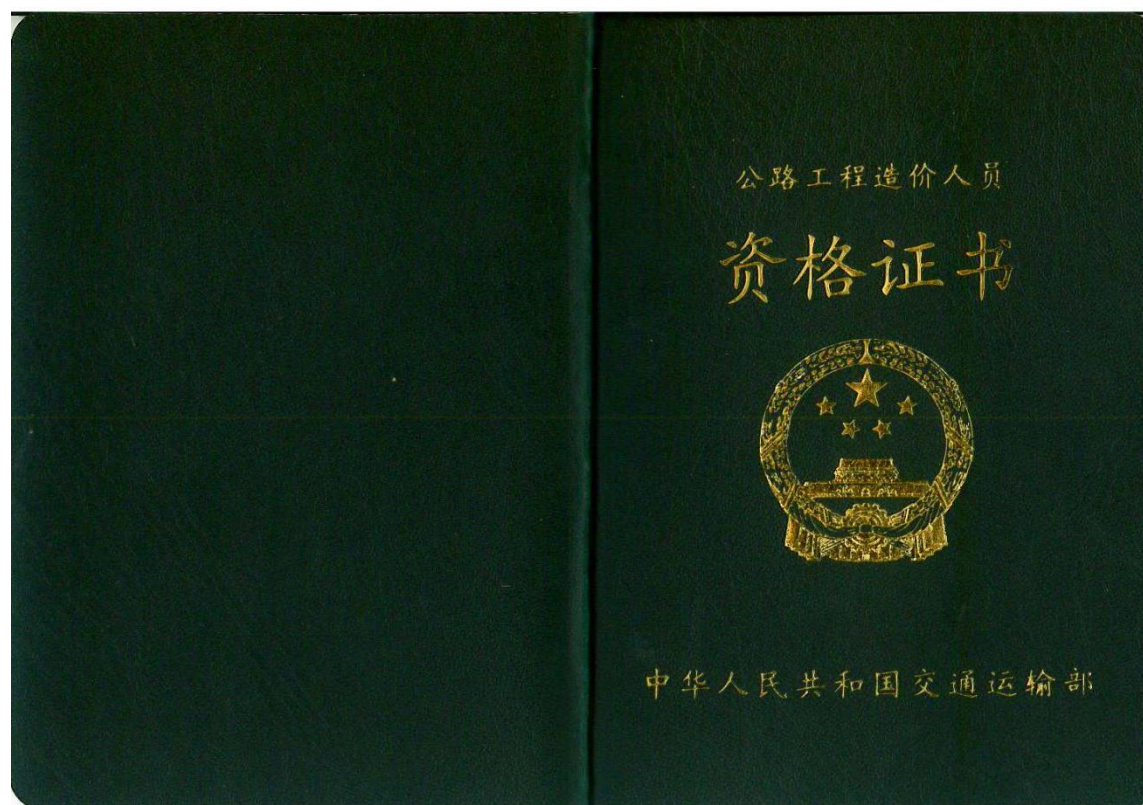 公路工程造价人员
资格证书
中华人民共和国交通运输部